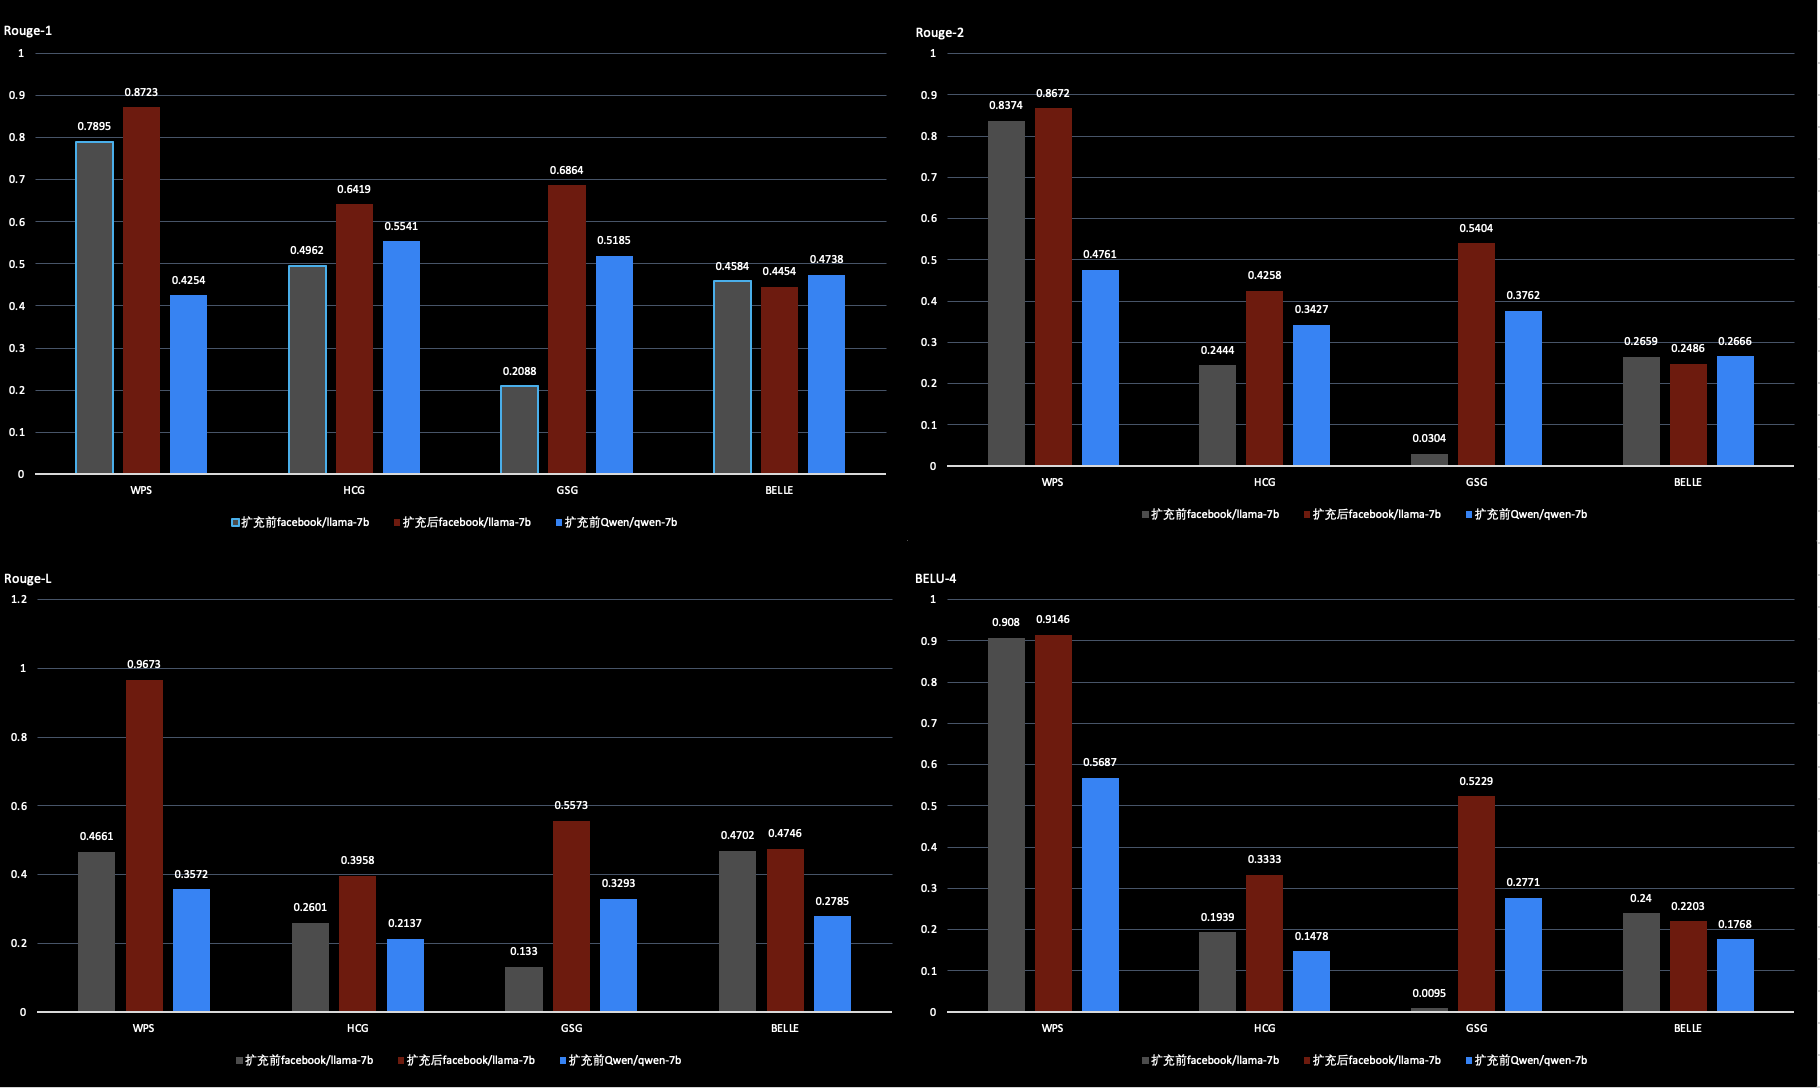 Rouge-1
1
0.9
0.8
0.7
0.6
0.5
0.4
0.3
0.2
0.1
0
0.7895
0.8723
0.4254
0.4962
0.6419
0.5541
0.2088
0.6864
0.5185
0.4584
0.4454
0.4738
WPS
HCG
GSG
BELLE
扩充前facebook/llama-7b
扩充后facebook/llama-7b
扩充前Qwen/qwen-7b
Rouge-2
1
0.9
0.8
0.7
0.6
0.5
0.4
0.3
0.2
0.1
0
0.8374
0.8672
0.4761
0.2444
0.4258
0.3427
0.0304
0.5404
0.3762
0.2659
0.2486
0.2666
WPS
HCG
GSG
BELLE
扩充前facebook/llama-7b
扩充后facebook/llama-7b
扩充前Qwen/qwen-7b
Rouge-L
1.2
1
0.8
0.6
0.4
0.2
0
0.4661
0.9673
0.3572
0.2601
0.3958
0.2137
0.133
0.5573
0.3293
0.4702
0.4746
0.2785
WPS
HCG
GSG
BELLE
扩充前facebook/llama-7b
扩充后facebook/llama-7b
扩充前Qwen/qwen-7b
BELU-4
1
0.9
0.8
0.7
0.6
0.5
0.4
0.3
0.2
0.1
0
0.908
0.9146
0.5687
0.1939
0.3333
0.1478
0.0095
0.5229
0.2771
0.24
0.2203
0.1768
WPS
HCG
GSG
BELLE
扩充前facebook/llama-7b
扩充后facebook/llama-7b
扩充前Qwen/qwen-7b